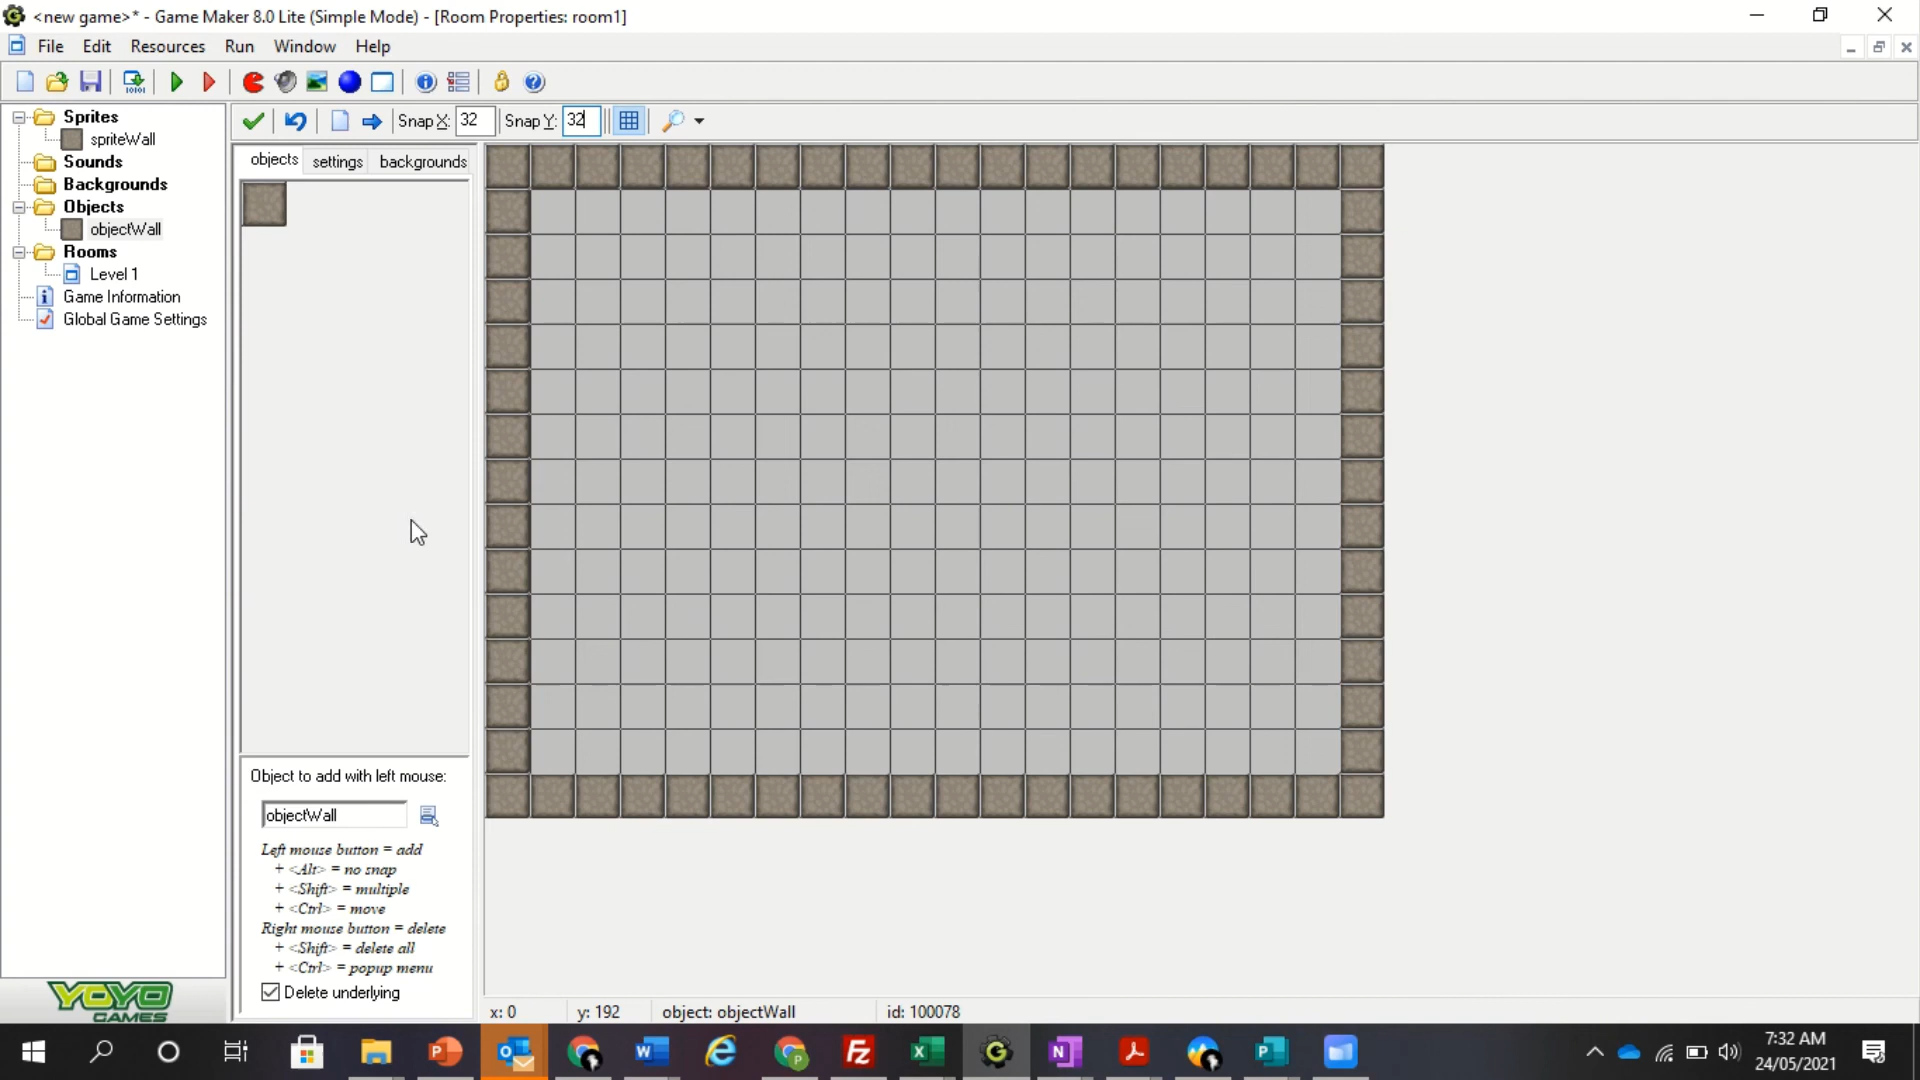 <new game>* - Game Maker 8.0 Lite (Simple Mode) - [Room Properties: room1]
File Edit Resources Run Window Help
Snap X: 32 Snap Y: 32
Sprites
spriteWall
Sounds
Backgrounds
Objects
objectWall
Rooms
Level 1
Game Information
Global Game Settings
objects settings backgrounds
Object to add with left mouse:
objectWall
Left mouse button = add
+ <Alt> = no snap
+ <Shift> = multiple
+ <Ctrl> = move
Right mouse button = delete
+ <Shift> = delete all
+ <Ctrl> = popup menu
Delete underlying
YOYO
GAMES
x: 0 y: 192 object: objectWall id: 100078
7:32 AM
24/05/2021